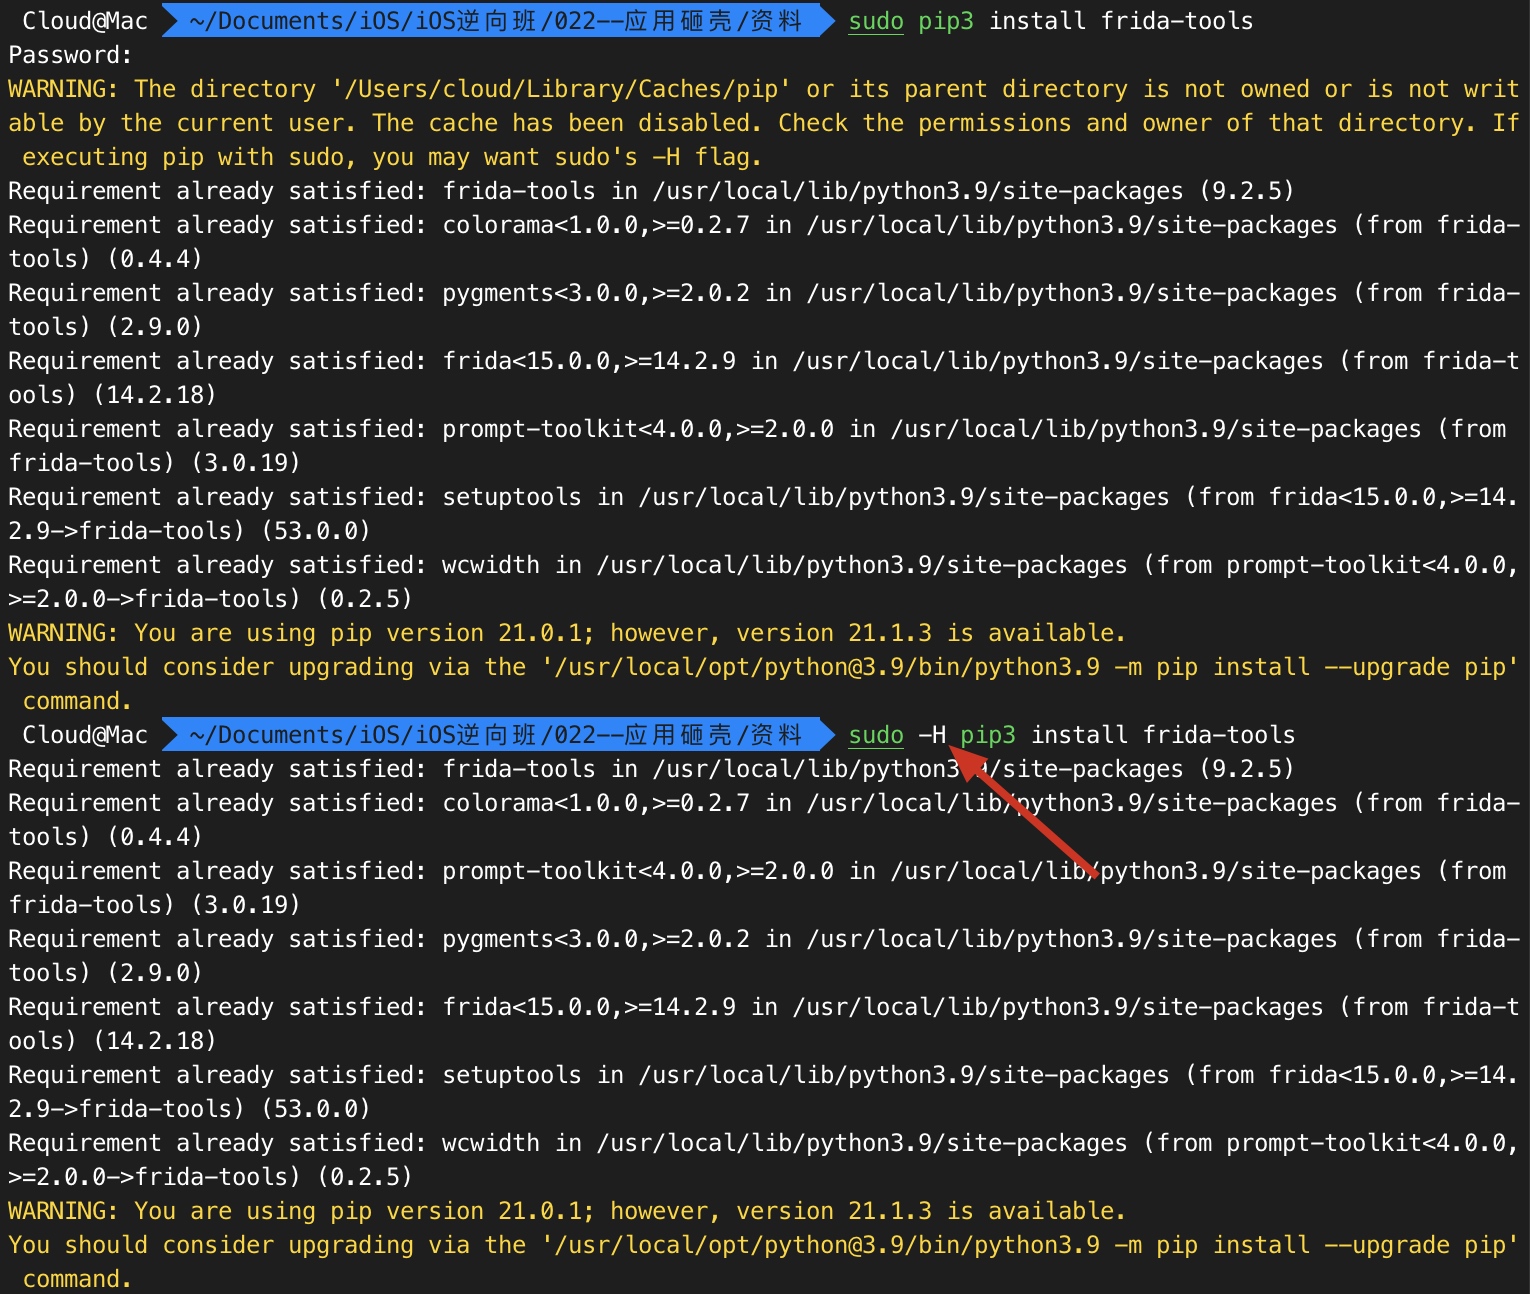 Cloud@Mac ~/Documents/iOS/iOS逆向班/022--应用砸壳/资料 sudo pip3 install frida-tools
Password:
WARNING: The directory '/Users/cloud/Library/Caches/pip' or its parent directory is not owned or is not writ
able by the current user. The cache has been disabled. Check the permissions and owner of that directory. If
executing pip with sudo, you may want sudo's -H flag.
Requirement already satisfied: frida-tools in /usr/local/lib/python3.9/site-packages (9.2.5)
Requirement already satisfied: colorama<1.0.0,>=0.2.7 in /usr/local/lib/python3.9/site-packages (from frida-
tools) (0.4.4)
Requirement already satisfied: pygments<3.0.0,>=2.0.2 in /usr/local/lib/python3.9/site-packages (from frida-
tools) (2.9.0)
Requirement already satisfied: frida<15.0.0,>=14.2.9 in /usr/local/lib/python3.9/site-packages (from frida-t
ools) (14.2.18)
Requirement already satisfied: prompt-toolkit<4.0.0,>=2.0.0 in /usr/local/lib/python3.9/site-packages (from
frida-tools) (3.0.19)
Requirement already satisfied: setuptools in /usr/local/lib/python3.9/site-packages (from frida<15.0.0,>=14.
2.9->frida-tools) (53.0.0)
Requirement already satisfied: wcwidth in /usr/local/lib/python3.9/site-packages (from prompt-toolkit<4.0.0,
>=2.0.0->frida-tools) (0.2.5)
WARNING: You are using pip version 21.0.1; however, version 21.1.3 is available.
You should consider upgrading via the '/usr/local/opt/python@3.9/bin/python3.9 -m pip install --upgrade pip'
command.
Cloud@Mac ~/Documents/iOS/iOS逆向班/022--应用砸壳/资料 sudo -H pip3 install frida-tools
Requirement already satisfied: frida-tools in /usr/local/lib/python3.9/site-packages (9.2.5)
Requirement already satisfied: colorama<1.0.0,>=0.2.7 in /usr/local/lib/python3.9/site-packages (from frida-
tools) (0.4.4)
Requirement already satisfied: prompt-toolkit<4.0.0,>=2.0.0 in /usr/local/lib/python3.9/site-packages (from
frida-tools) (3.0.19)
Requirement already satisfied: pygments<3.0.0,>=2.0.2 in /usr/local/lib/python3.9/site-packages (from frida-
tools) (2.9.0)
Requirement already satisfied: frida<15.0.0,>=14.2.9 in /usr/local/lib/python3.9/site-packages (from frida-t
ools) (14.2.18)
Requirement already satisfied: setuptools in /usr/local/lib/python3.9/site-packages (from frida<15.0.0,>=14.
2.9->frida-tools) (53.0.0)
Requirement already satisfied: wcwidth in /usr/local/lib/python3.9/site-packages (from prompt-toolkit<4.0.0,
>=2.0.0->frida-tools) (0.2.5)
WARNING: You are using pip version 21.0.1; however, version 21.1.3 is available.
You should consider upgrading via the '/usr/local/opt/python@3.9/bin/python3.9 -m pip install --upgrade pip'
command.